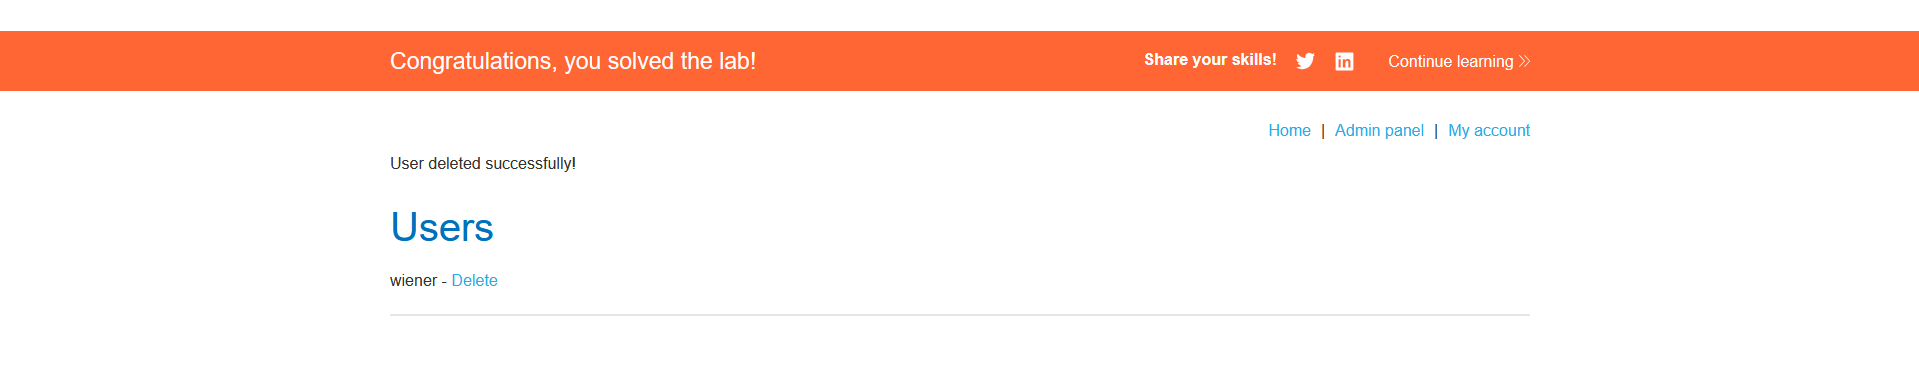 Congratulations, you solved the lab!
Share your skills!
Continue learning
Home | Admin panel | My account
User deleted successfully!
Users
wiener - Delete